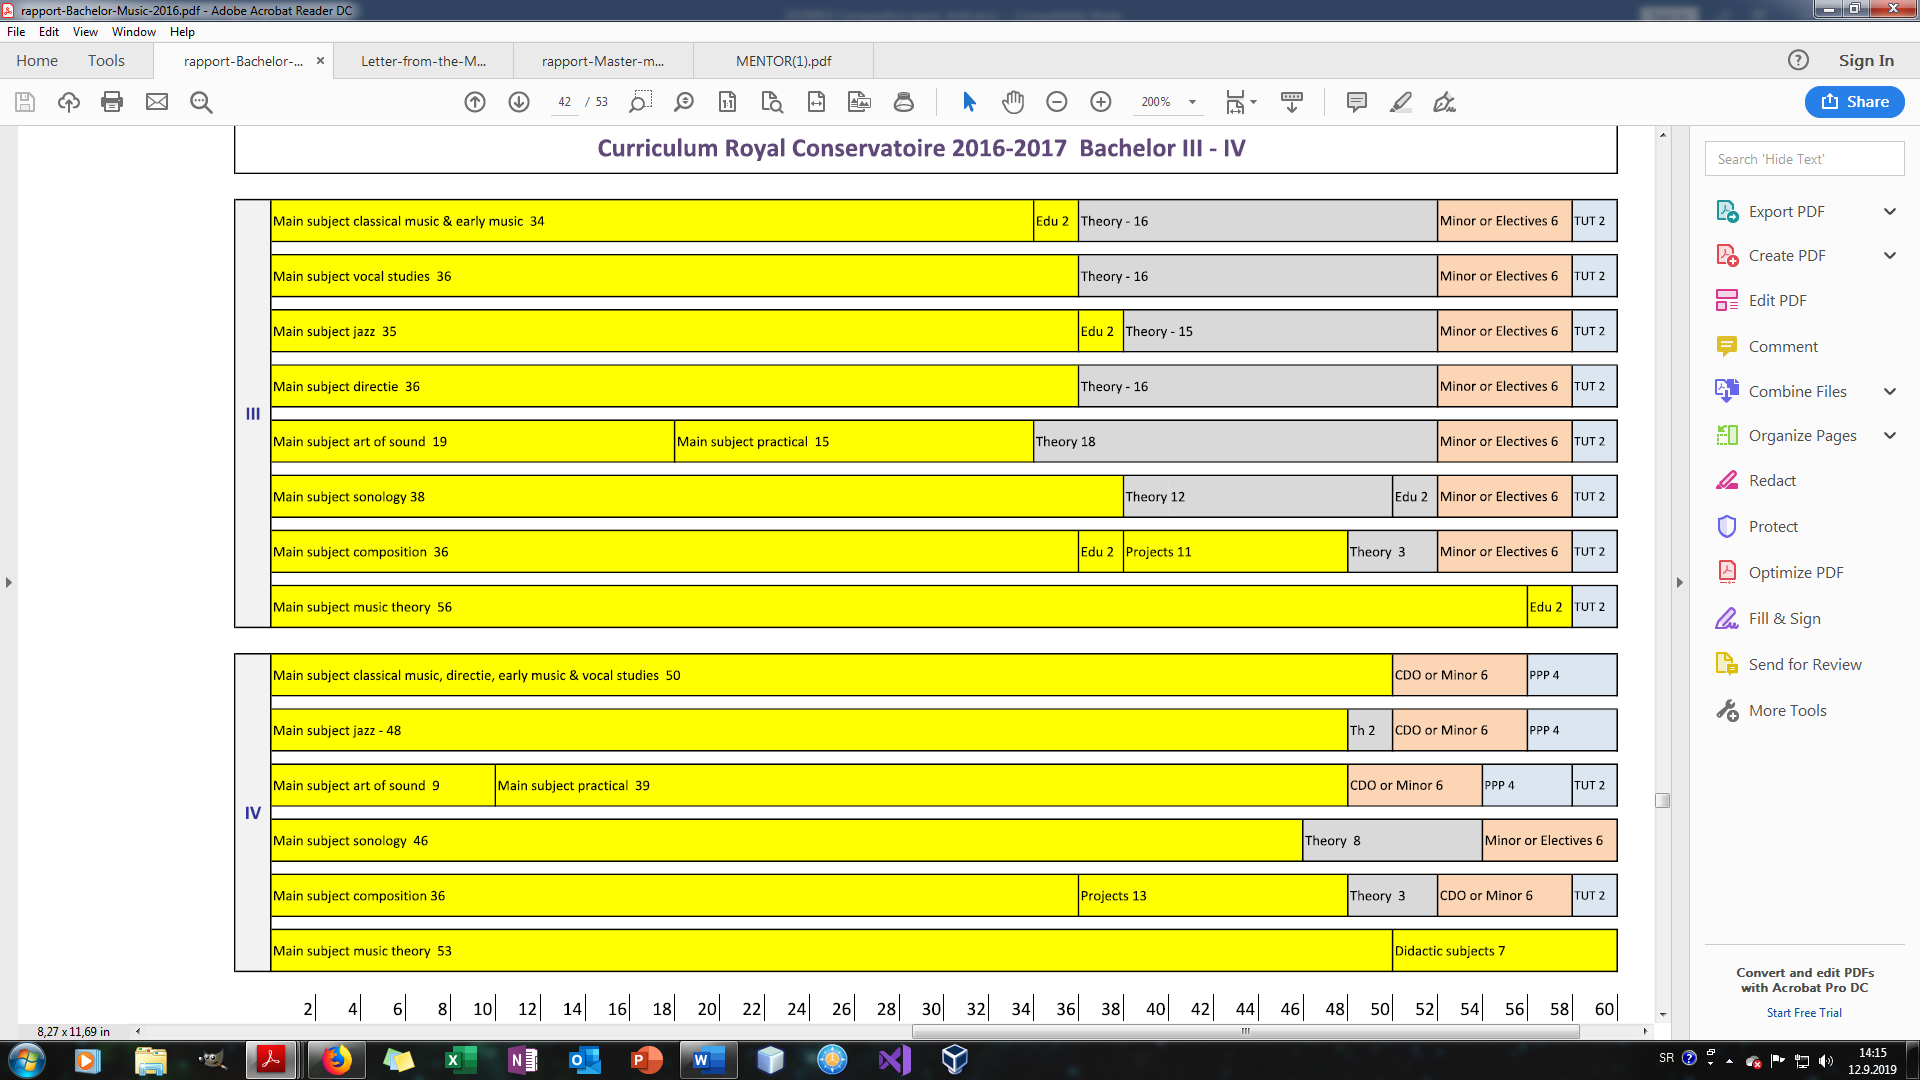 rapport-Bachelor-Music-2016.pdf - Adobe Acrobat Reader DC
File Edit View Window Help
Home Tools rapport-Bachelor-... × Letter-from-the-M... rapport-Master-m... MENTOR(1).pdf ? Sign In
42 / 53 1:1 200% Share
Curriculum Royal Conservatoire 2016-2017 Bachelor III - IV
III
Main subject classical music & early music 34 Edu 2 Theory - 16 Minor or Electives 6 TUT 2
Main subject vocal studies 36 Theory - 16 Minor or Electives 6 TUT 2
Main subject jazz 35 Edu 2 Theory - 15 Minor or Electives 6 TUT 2
Main subject directie 36 Theory - 16 Minor or Electives 6 TUT 2
Main subject art of sound 19 Main subject practical 15 Theory 18 Minor or Electives 6 TUT 2
Main subject sonology 38 Theory 12 Edu 2 Minor or Electives 6 TUT 2
Main subject composition 36 Edu 2 Projects 11 Theory 3 Minor or Electives 6 TUT 2
Main subject music theory 56 Edu 2 TUT 2
IV
Main subject classical music, directie, early music & vocal studies 50 CDO or Minor 6 PPP 4
Main subject jazz - 48 Th 2 CDO or Minor 6 PPP 4
Main subject art of sound 9 Main subject practical 39 CDO or Minor 6 PPP 4 TUT 2
Main subject sonology 46 Theory 8 Minor or Electives 6
Main subject composition 36 Projects 13 Theory 3 CDO or Minor 6 TUT 2
Main subject music theory 53 Didactic subjects 7
2 4 6 8 10 12 14 16 18 20 22 24 26 28 30 32 34 36 38 40 42 44 46 48 50 52 54 56 58 60
8,27 x 11,69 in
Search 'Hide Text'
Export PDF
Create PDF
Edit PDF
Comment
Combine Files
Organize Pages
Redact
Protect
Optimize PDF
Fill & Sign
Send for Review
More Tools
Convert and edit PDFs
with Acrobat Pro DC
Start Free Trial
SR 14:15
12.9.2019